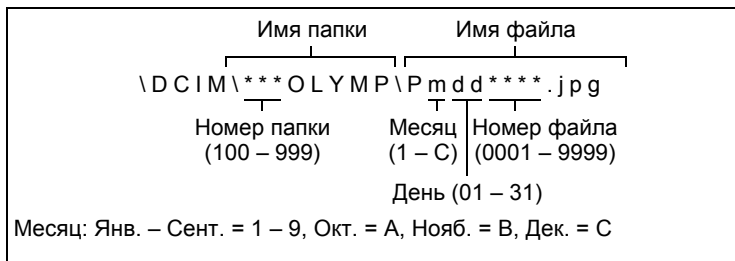 Имя папки Имя файла
\DCIM\***OLYMP\Pmdd****.jpg
Номер папки Месяц Номер файла
(100 – 999) (1 – C) (0001 – 9999)
День (01 – 31)
Месяц: Янв. – Сент. = 1 – 9, Окт. = A, Нояб. = B, Дек. = C